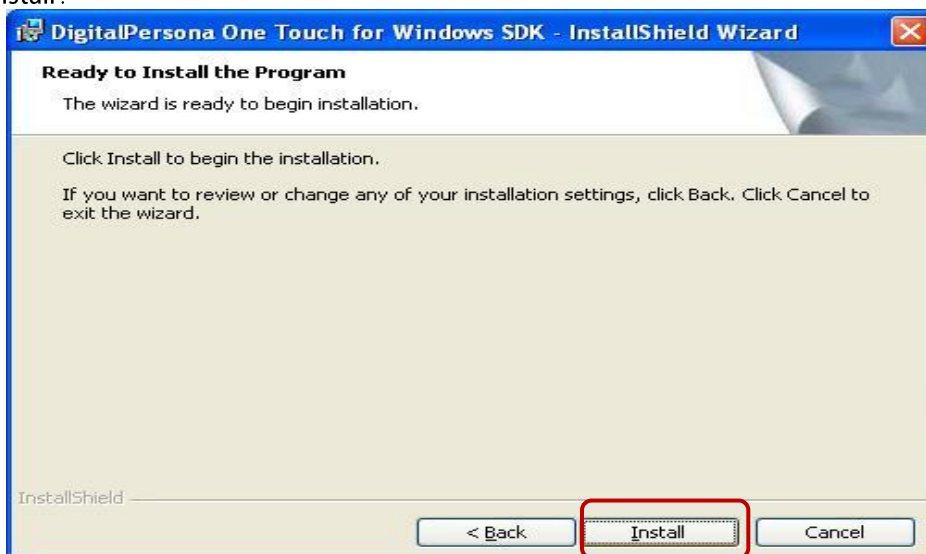 DigitalPersona One Touch for Windows SDK - InstallShield Wizard
Ready to Install the Program
The wizard is ready to begin installation.
Click Install to begin the installation.
If you want to review or change any of your installation settings, click Back. Click Cancel to
exit the wizard.
InstallShield
< Back Install Cancel